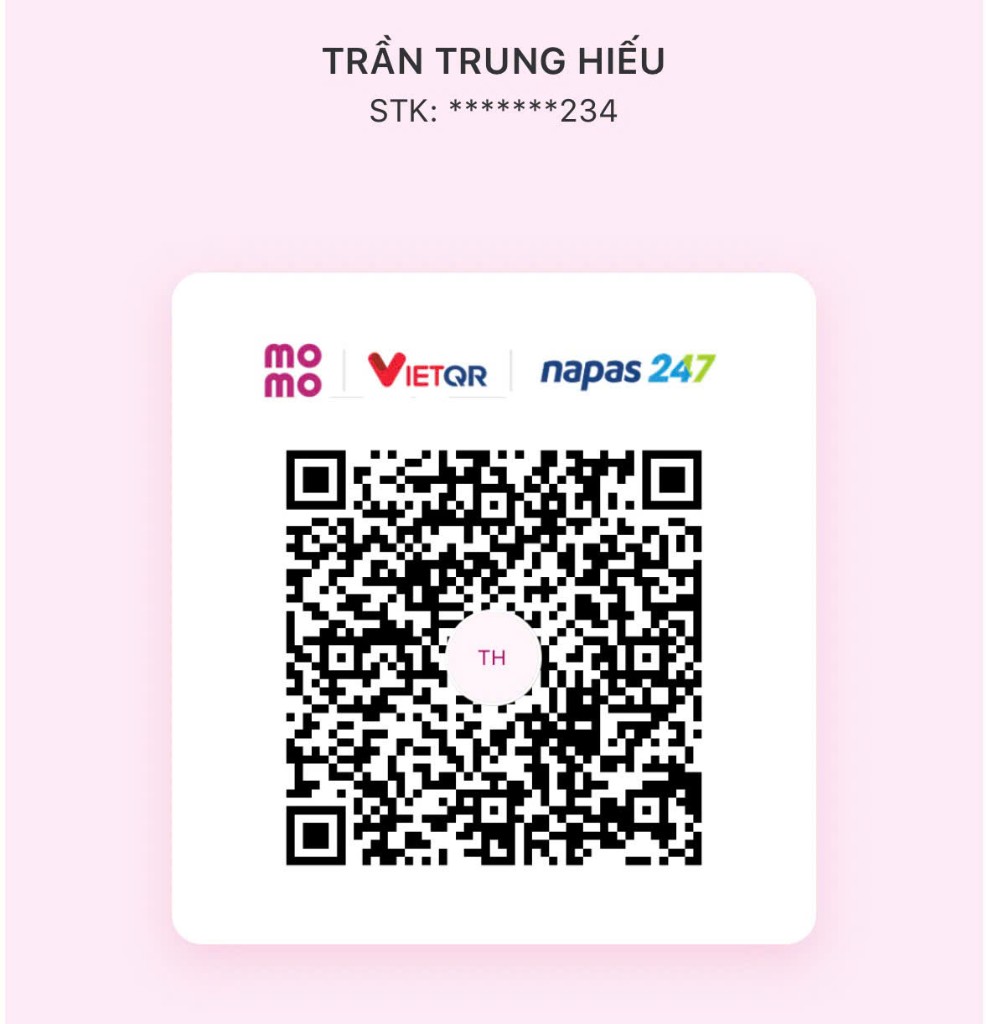 TRẦN TRUNG HIẾU
STK: *******234
momo VIETQR napas 247
TH